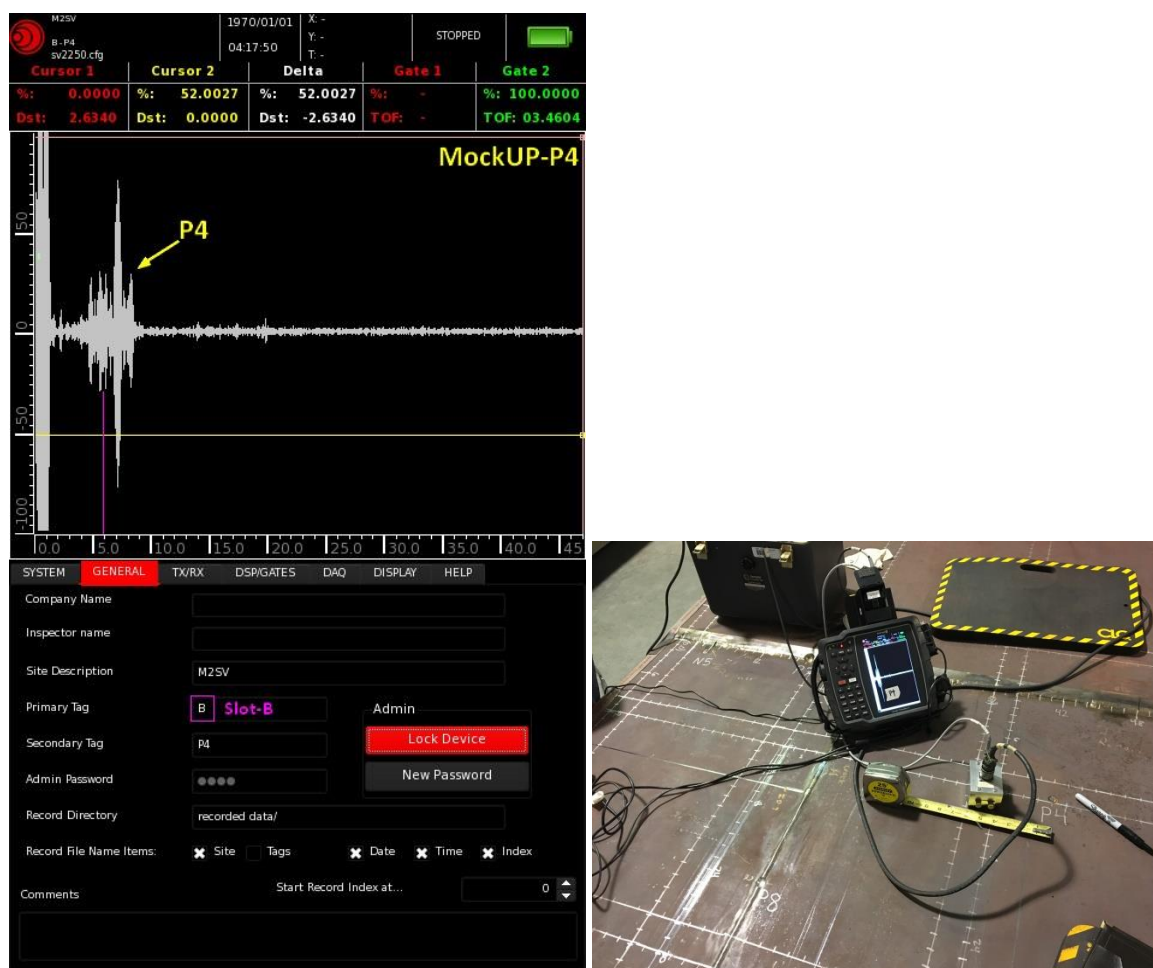 M2SV
B - P4
sv2250.cfg
1970/01/01
04:17:50
X: -
Y: -
T: -
STOPPED
Cursor 1 Cursor 2 Delta Gate 1 Gate 2
%: 0.0000 %: 52.0027 %: 52.0027 %: - %: 100.0000
Dst: 2.6340 Dst: 0.0000 Dst: -2.6340 TOF: - TOF: 03.4604
MockUP-P4
P4
50
0
-50
-100
0.0 5.0 10.0 15.0 20.0 25.0 30.0 35.0 40.0 45
SYSTEM GENERAL TX/RX DSP/GATES DAQ DISPLAY HELP
Company Name
Inspector name
Site Description M2SV
Primary Tag B Slot-B
Secondary Tag P4
Admin Password
Admin
Lock Device
New Password
Record Directory recorded data/
Record File Name Items: Site Tags Date Time Index
Start Record Index at... 0
Comments
N5
P4
P8
CLC
25